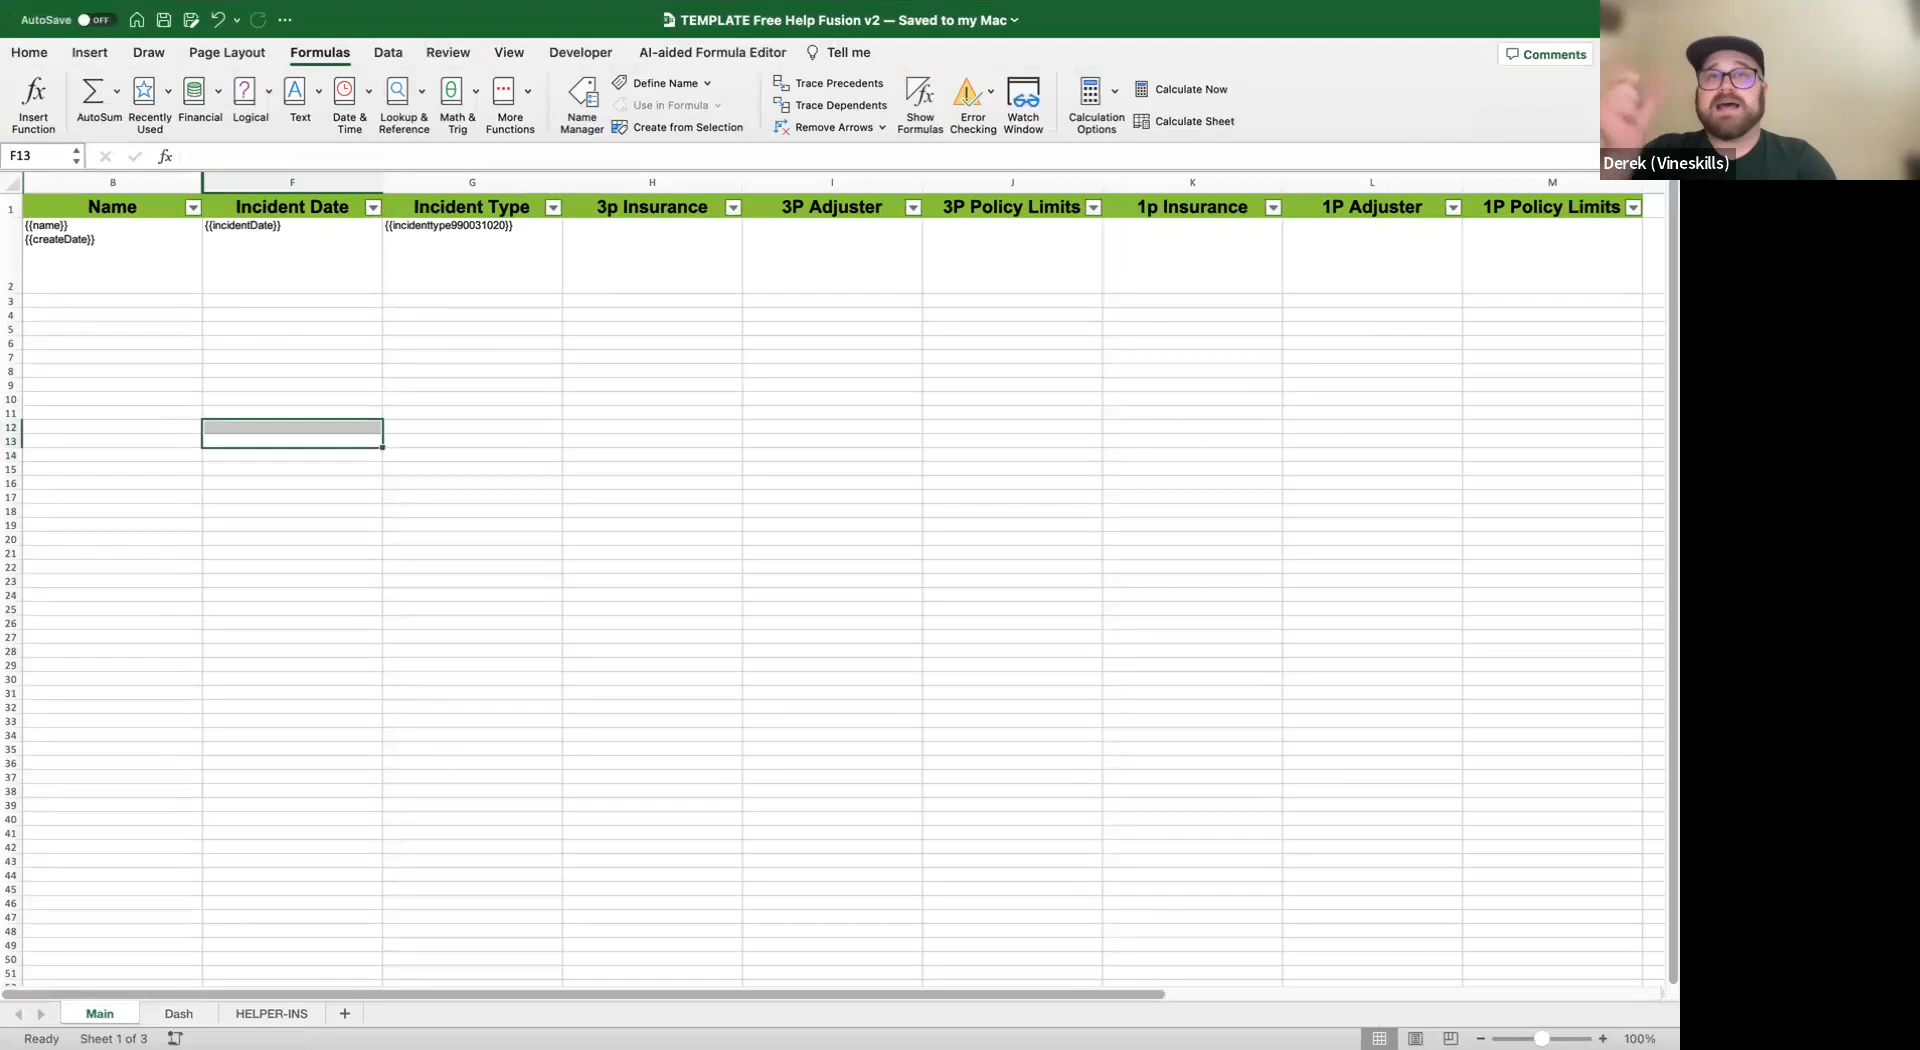 AutoSave OFF TEMPLATE Free Help Fusion v2 — Saved to my Mac
Home Insert Draw Page Layout Formulas Data Review View Developer AI-aided Formula Editor Tell me Comments
Insert Function AutoSum Recently Used Financial Logical Text Date & Time Lookup & Reference Math & Trig More Functions Name Manager
Define Name
Use in Formula
Create from Selection
Trace Precedents
Trace Dependents
Remove Arrows
Show Formulas Error Checking Watch Window Calculation Options
Calculate Now
Calculate Sheet
Derek (Vineskills)
F13 fx
B F G H I J K L M
1 Name Incident Date Incident Type 3p Insurance 3P Adjuster 3P Policy Limits 1p Insurance 1P Adjuster 1P Policy Limits
{{name}} {{incidentDate}} {{incidenttype990031020}}
{{createDate}}
2
3
4
5
6
7
8
9
10
11
12
13
14
15
16
17
18
19
20
21
22
23
24
25
26
27
28
29
30
31
32
33
34
35
36
37
38
39
40
41
42
43
44
45
46
47
48
49
50
51
Main Dash HELPER-INS +
Ready Sheet 1 of 3 100%